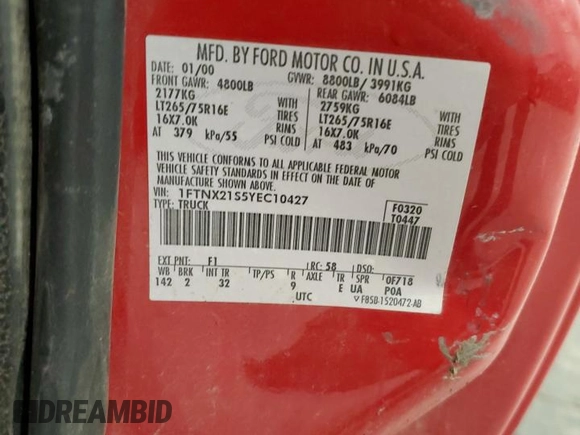 MFD. BY FORD MOTOR CO. IN U.S.A.
DATE: 01/00 GVWR: 8800LB/ 3991KG
FRONT GAWR: 4800LB REAR GAWR: 6084LB
2177KG WITH 2759KG WITH
LT265/75R16E TIRES LT265/75R16E TIRES
16X7.0K RIMS 16X7.0K RIMS
AT 379 kPa/55 PSI COLD AT 483 kPa/70 PSI COLD
THIS VEHICLE CONFORMS TO ALL APPLICABLE FEDERAL MOTOR
VEHICLE SAFETY STANDARDS IN EFFECT ON THE DATE OF
MANUFACTURE SHOWN ABOVE.
VIN: 1FTNX21S5YEC10427 F0320
TYPE: TRUCK T0447
EXT PNT: F1 RC: 58 DSO:
WB BRK INT TR TP/PS R AXLE TR SPR 0F718
142 2 32 9 E UA P0A
UTC F85B-1520472-AB
DREAMBID